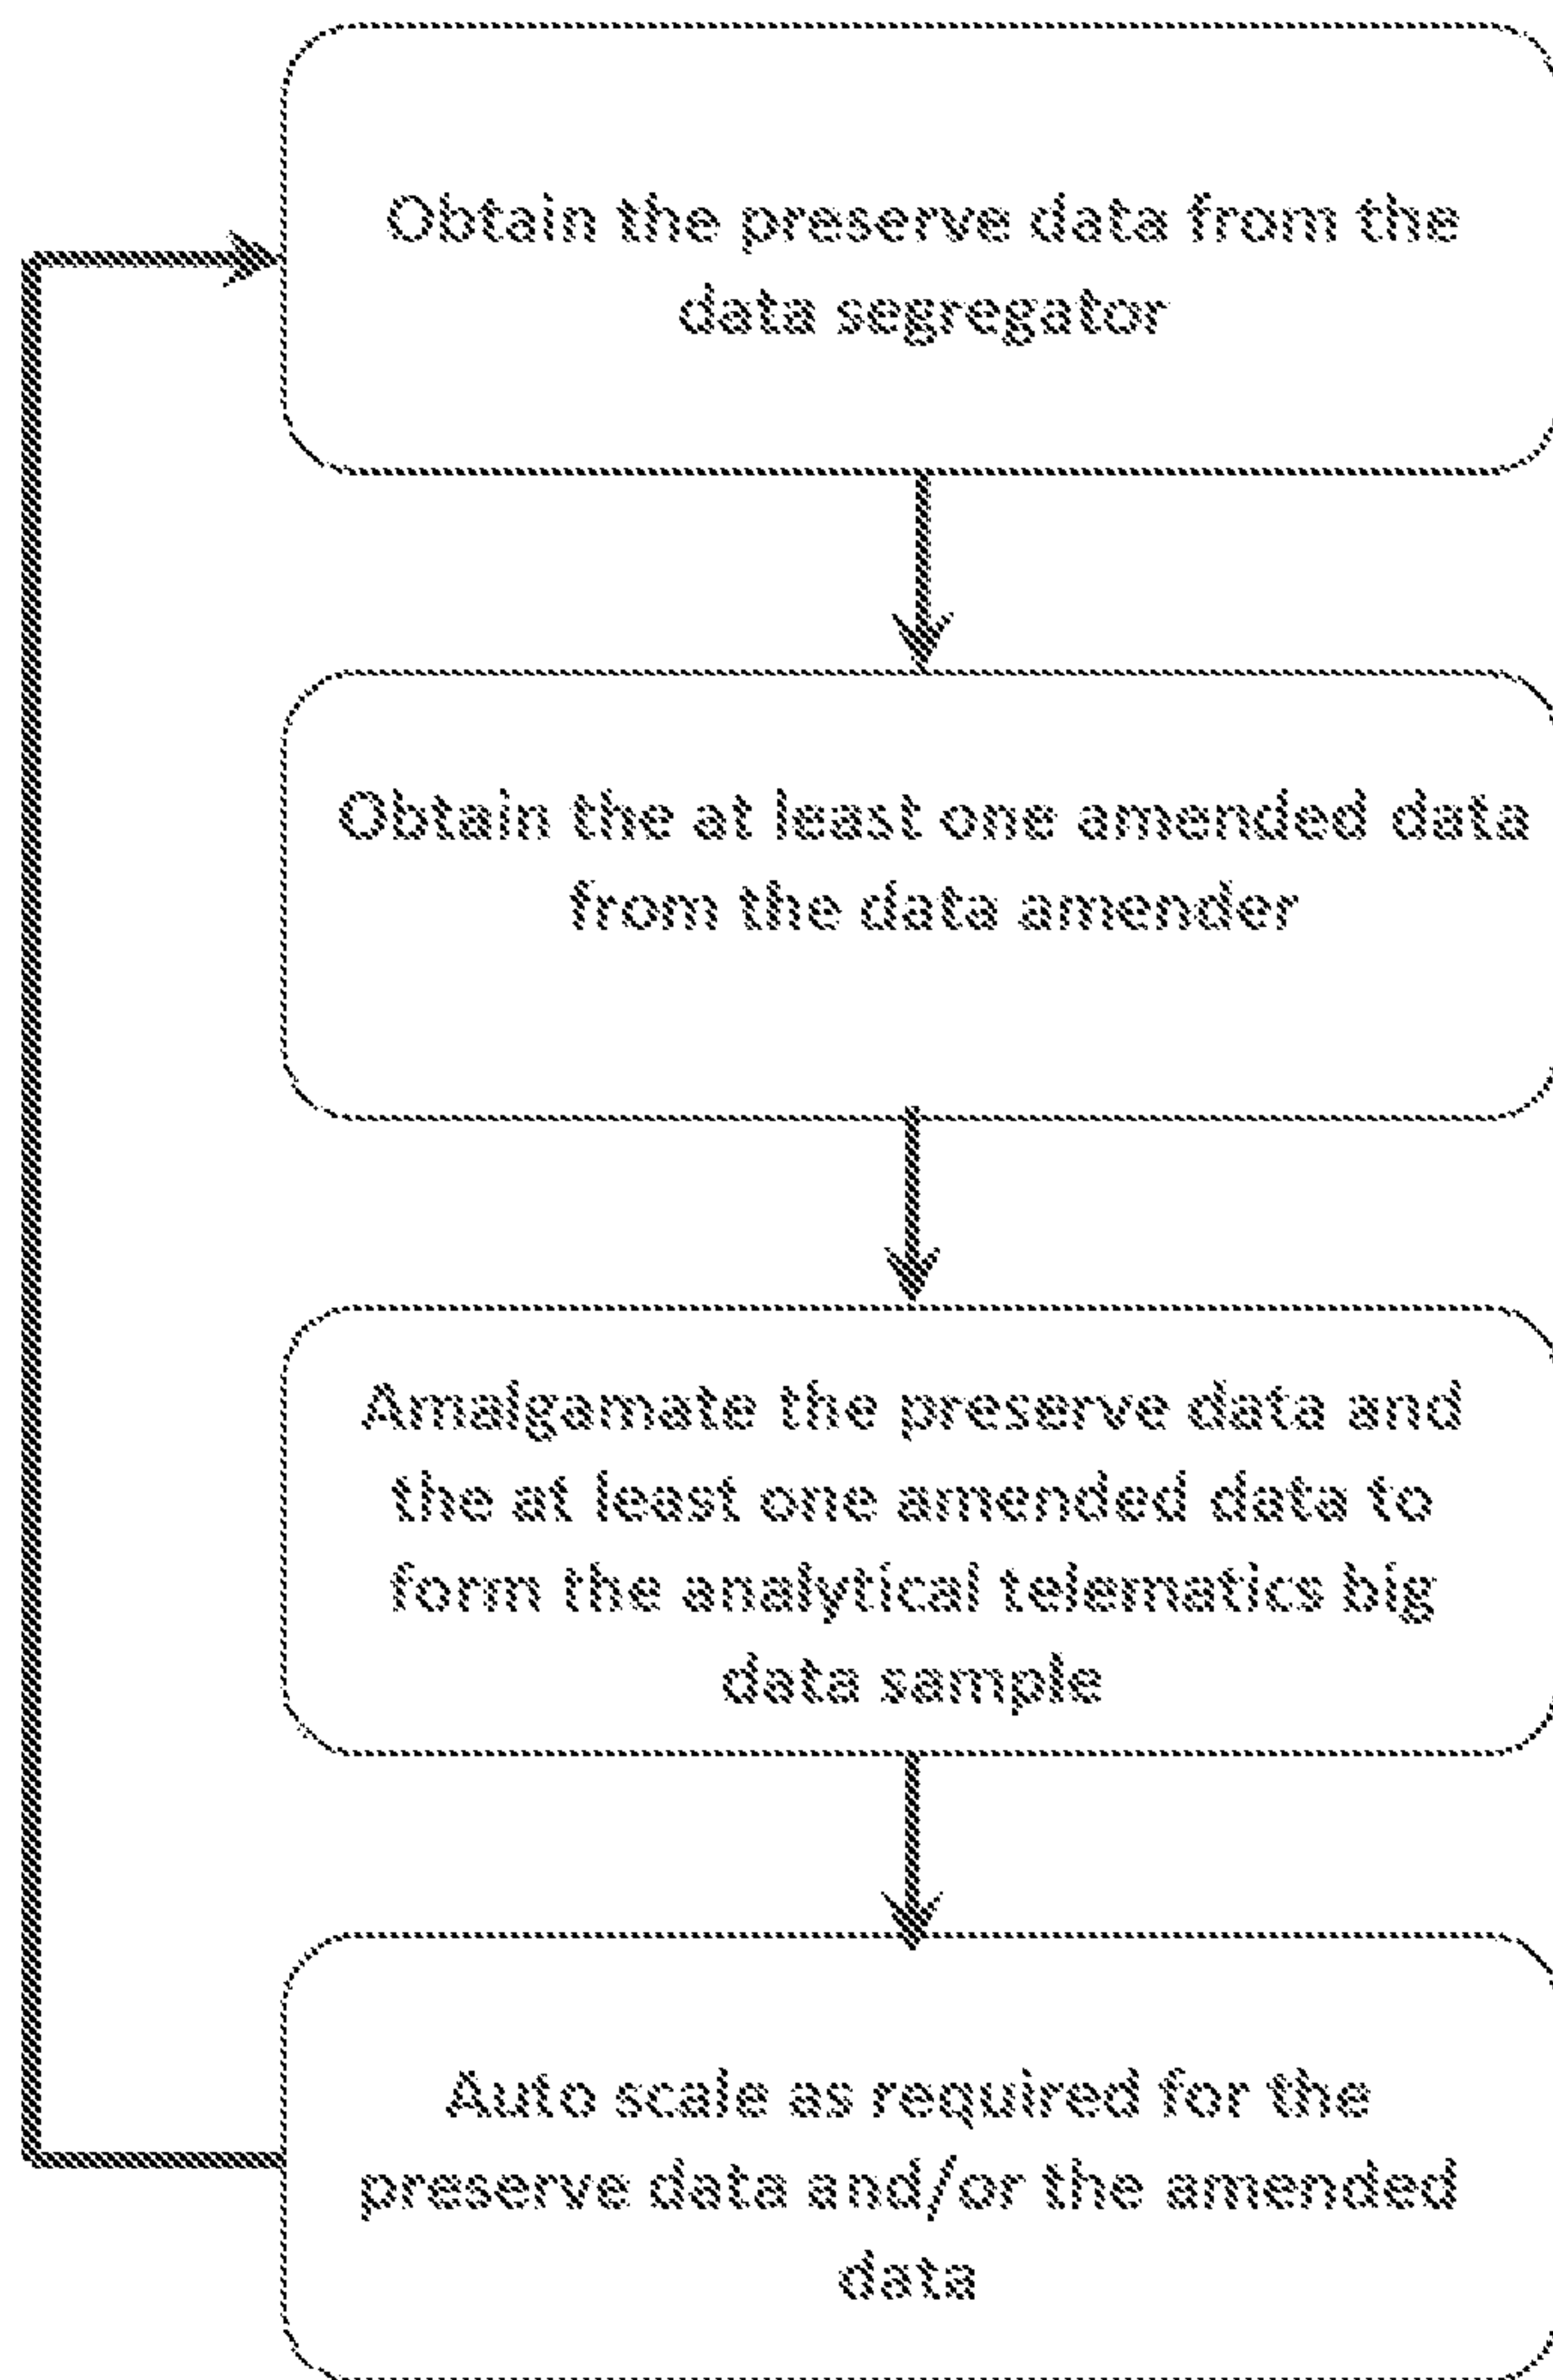 Obtain the preserve data from the
data segregator
Obtain the at least one amended data
from the data amender
Amalgamate the preserve data and
the at least one amended data to
form the analytical telematics big
data sample
Auto scale as required for the
preserve data and/or the amended
data